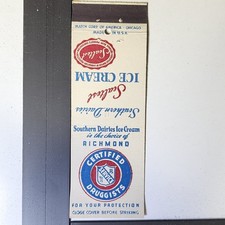 Sealtest
ICE CREAM
Sealtest
Southern Dairies
Southern Dairies Ice Cream
is the choice of
RICHMOND
CERTIFIED
DRUGGISTS
FOR YOUR PROTECTION
CLOSE COVER BEFORE STRIKING